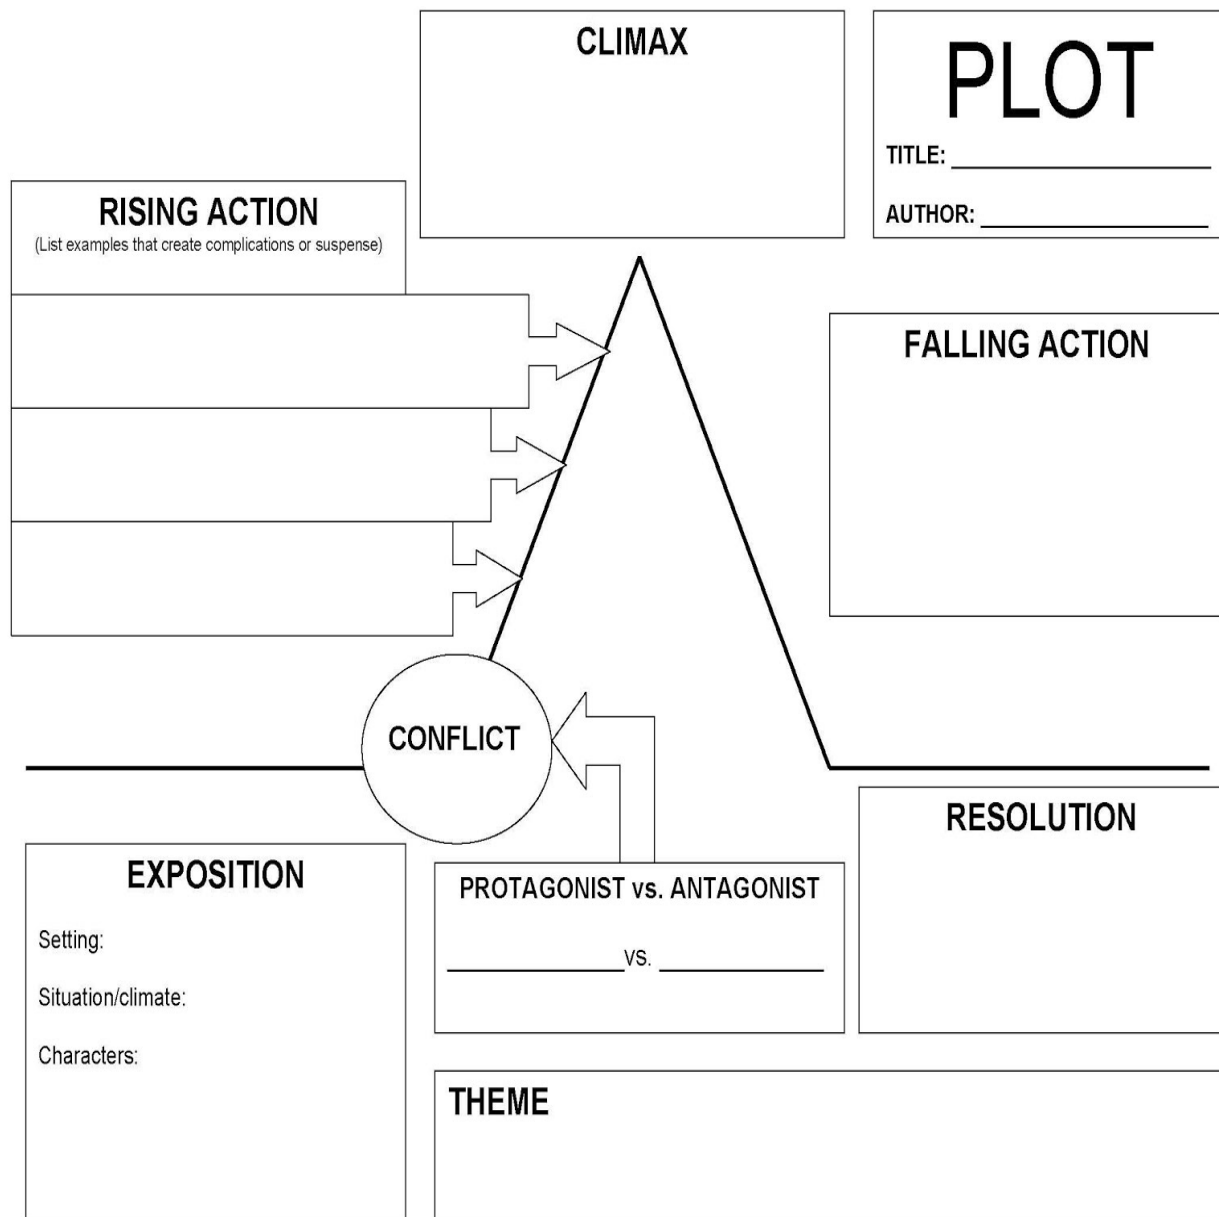 CLIMAX
PLOT
TITLE:
AUTHOR:
RISING ACTION
(List examples that create complications or suspense)
FALLING ACTION
CONFLICT
RESOLUTION
EXPOSITION
Setting:
Situation/climate:
Characters:
PROTAGONIST vs. ANTAGONIST
vs.
THEME